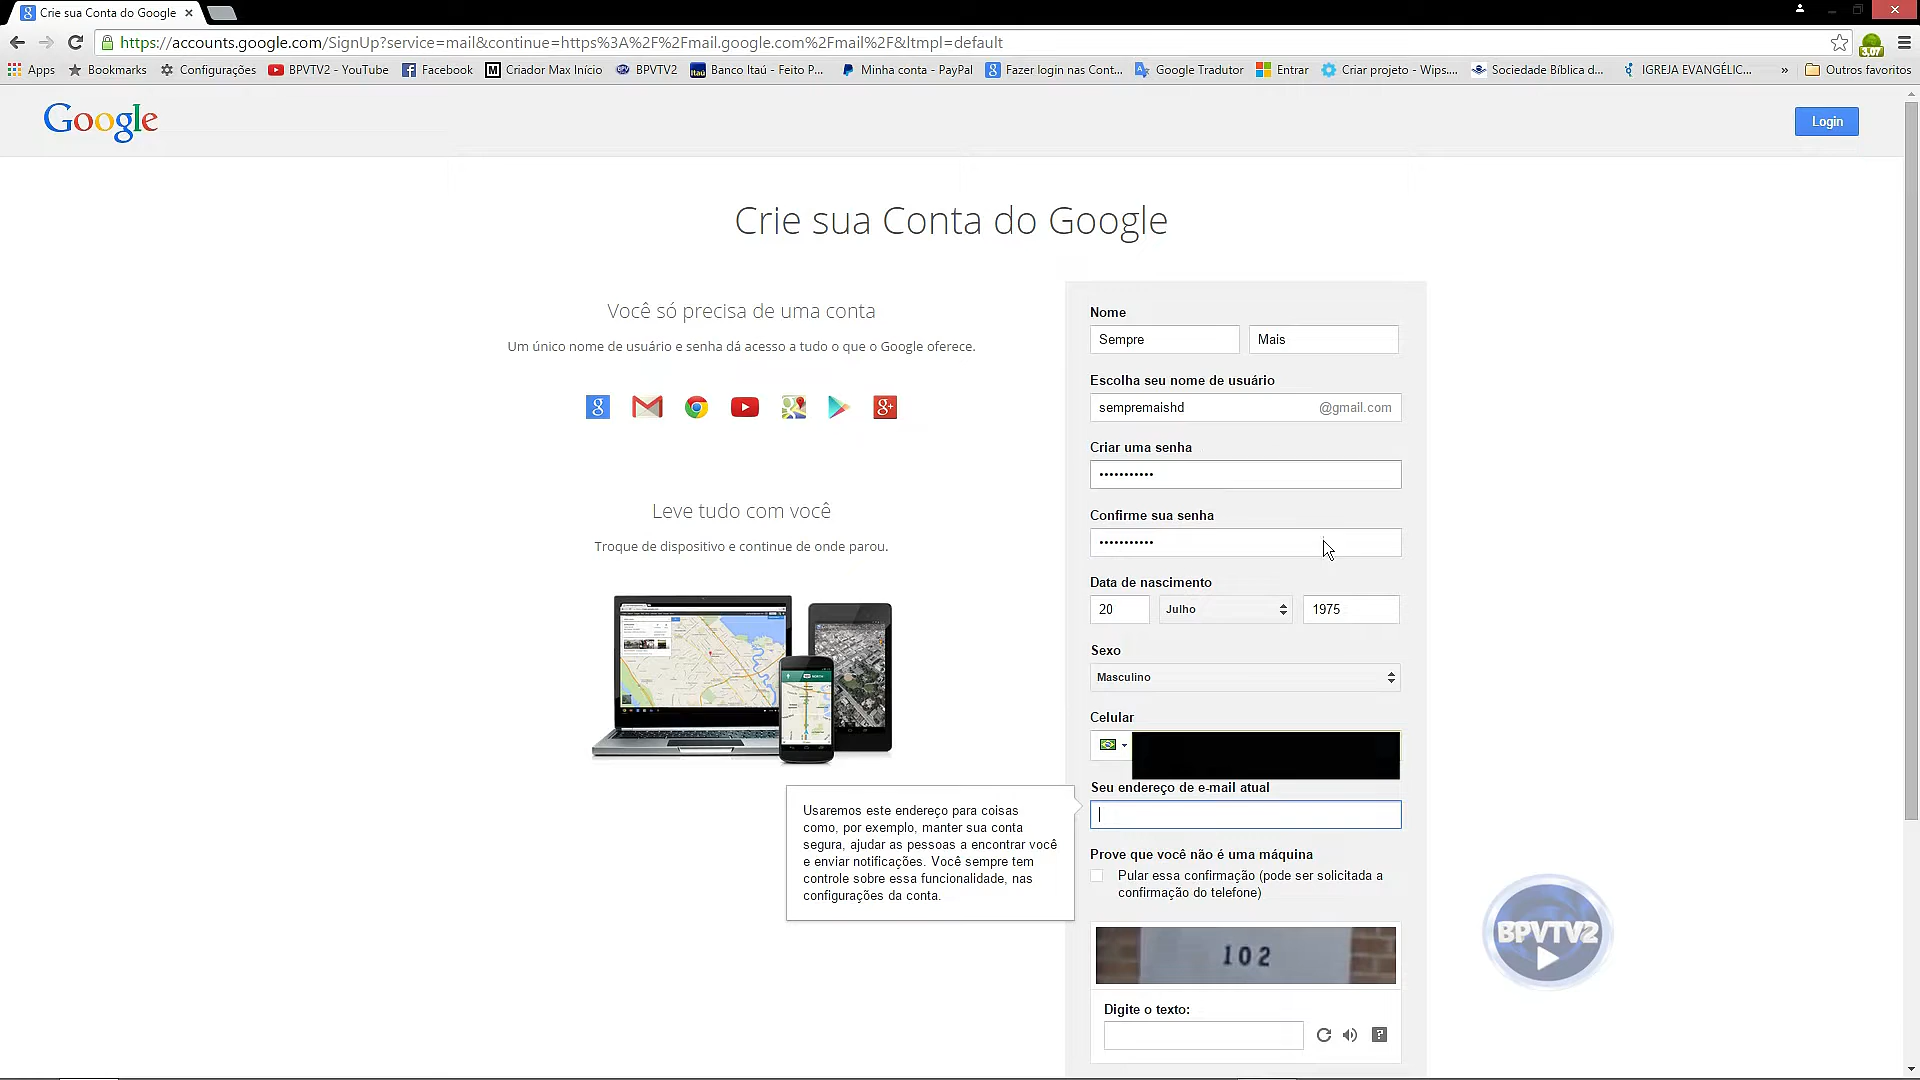 Crie sua Conta do Google
https://accounts.google.com/SignUp?service=mail&continue=https%3A%2F%2Fmail.google.com%2Fmail%2F&ltmpl=default
3.07
Apps Bookmarks Configurações BPVTV2 - YouTube Facebook M Criador Max Início BPVTV2 Itaú Banco Itaú - Feito P... Minha conta - PayPal Fazer login nas Cont... Google Tradutor Entrar Criar projeto - Wips.... Sociedade Bíblica d... IGREJA EVANGÉLIC... » Outros favoritos
Google
Login
Crie sua Conta do Google
Você só precisa de uma conta
Um único nome de usuário e senha dá acesso a tudo o que o Google oferece.
Leve tudo com você
Troque de dispositivo e continue de onde parou.
Nome
Sempre Mais
Escolha seu nome de usuário
sempremaishd @gmail.com
Criar uma senha
•••••••••••
Confirme sua senha
•••••••••••
Data de nascimento
20 Julho 1975
Sexo
Masculino
Celular
Seu endereço de e-mail atual
Usaremos este endereço para coisas
como, por exemplo, manter sua conta
segura, ajudar as pessoas a encontrar você
e enviar notificações. Você sempre tem
controle sobre essa funcionalidade, nas
configurações da conta.
Prove que você não é uma máquina
Pular essa confirmação (pode ser solicitada a
confirmação do telefone)
102
Digite o texto:
BPVTV2